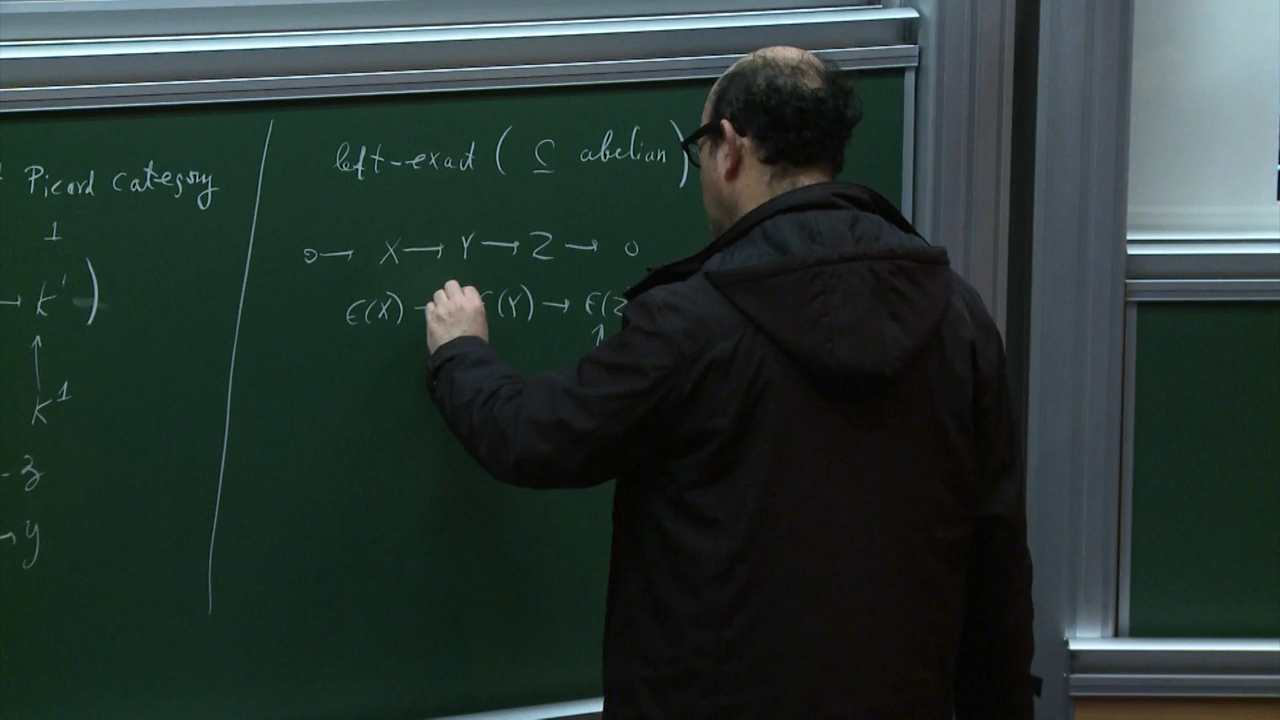 Picard category
1
→ k' )
↑
k¹
- z
→ y
left-exact ( ⊆ abelian )
0 → X → Y → Z → 0
ϵ(X) → ϵ(Y) → ϵ(Z
↑